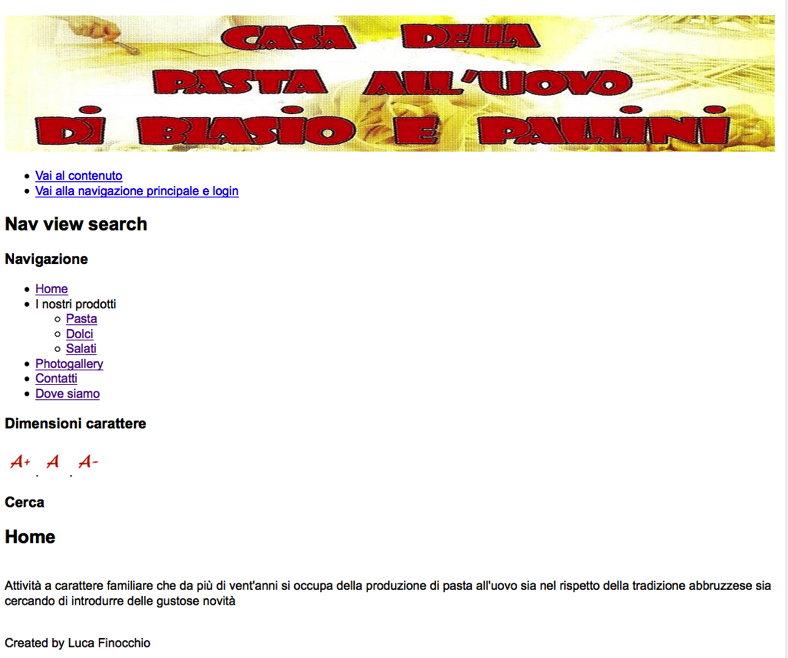 CASA DELLA
PASTA ALL'UOVO
DI BIASIO E PALLINI
Vai al contenuto
Vai alla navigazione principale e login
Nav view search
Navigazione
Home
I nostri prodotti
Pasta
Dolci
Salati
Photogallery
Contatti
Dove siamo
Dimensioni carattere
A+ . A . A-
Cerca
Home
Attività a carattere familiare che da più di vent'anni si occupa della produzione di pasta all'uovo sia nel rispetto della tradizione abbruzzese sia
cercando di introdurre delle gustose novità
Created by Luca Finocchio